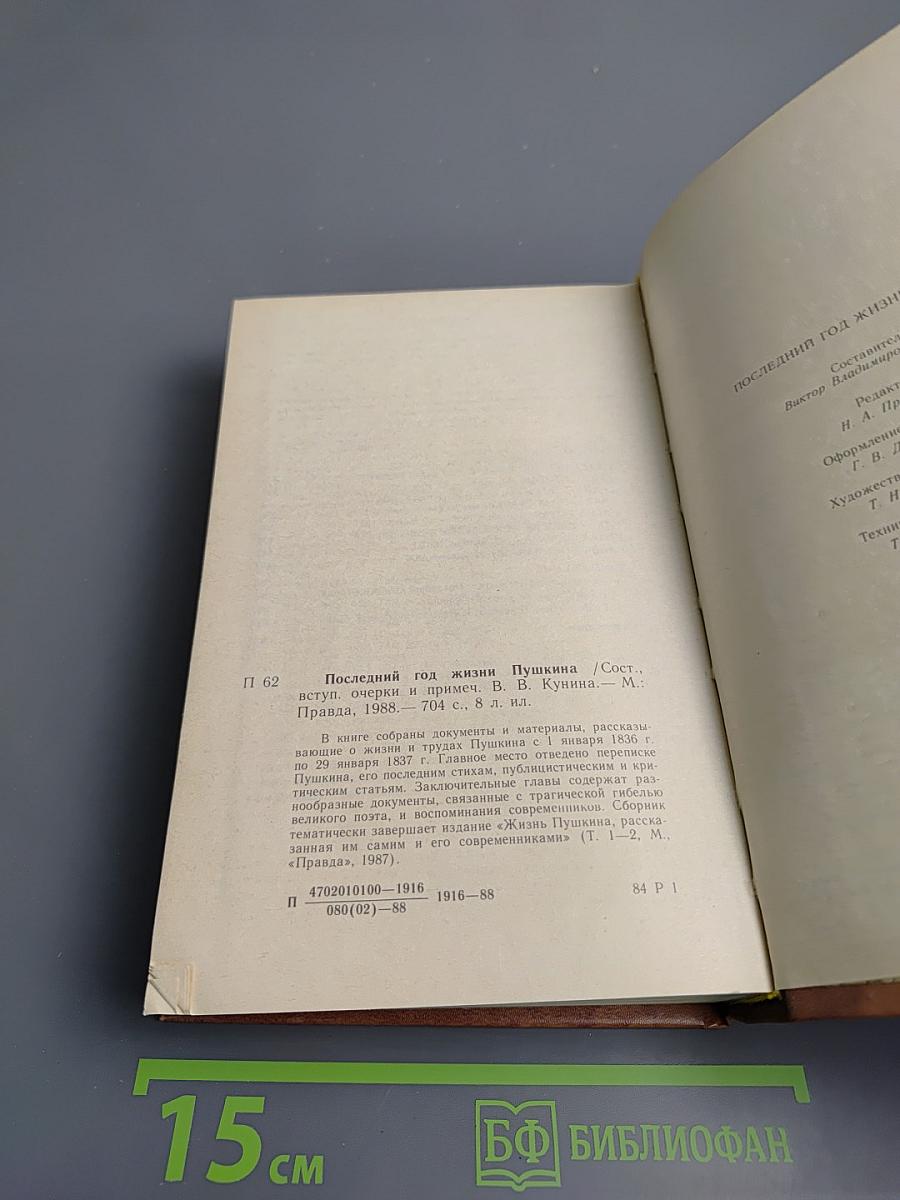 П 62
Последний год жизни Пушкина /Сост.,
вступ. очерки и примеч. В. В. Кунина.— М.:
Правда, 1988.— 704 с., 8 л. ил.
В книге собраны документы и материалы, рассказы-
вающие о жизни и трудах Пушкина с 1 января 1836 г.
по 29 января 1837 г. Главное место отведено переписке
Пушкина, его последним стихам, публицистическим и кри-
тическим статьям. Заключительные главы содержат раз-
нообразные документы, связанные с трагической гибелью
великого поэта, и воспоминания современников. Сборник
тематически завершает издание «Жизнь Пушкина, расска-
занная им самим и его современниками» (Т. 1—2, М.,
«Правда», 1987).
П 4702010100—1916
080(02)—88
1916—88
84 Р 1
ПОСЛЕДНИЙ ГОД ЖИЗН
Составител
Виктор Владимиро
Редакт
Н. А. Пр
Оформление
Г. В. Д
Художеств
Т. Н
Техни
Т
15 см
БФ БИБЛИОФАН